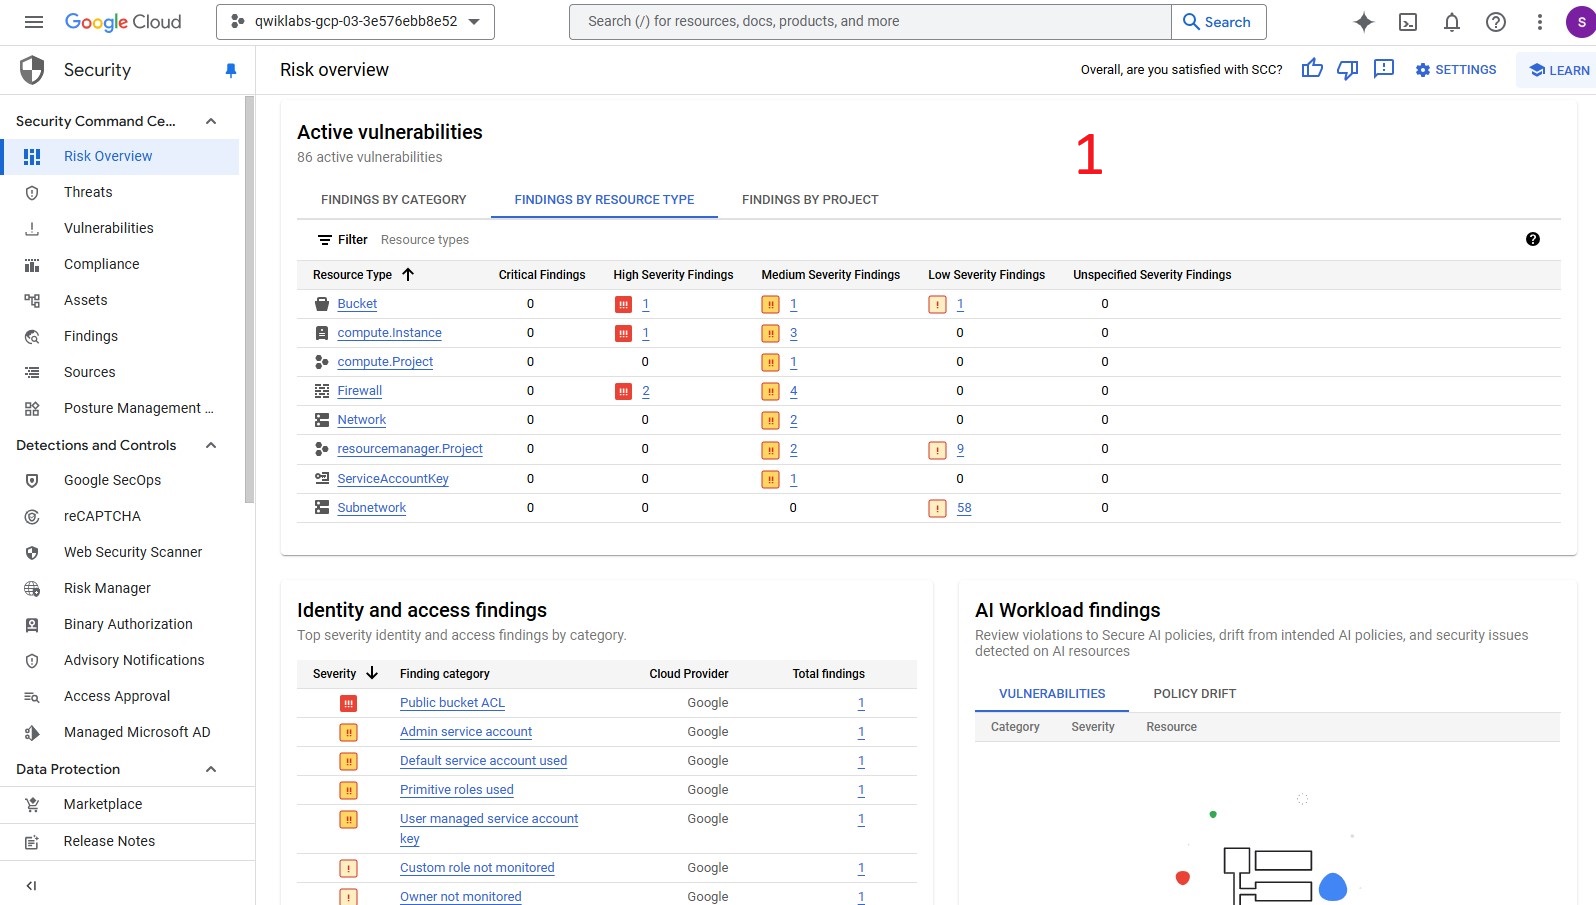 Google Cloud
qwiklabs-gcp-03-3e576ebb8e52
Search (/) for resources, docs, products, and more
Search
S
Security
Risk overview
Overall, are you satisfied with SCC?
SETTINGS
LEARN
Security Command Ce...
Risk Overview
Threats
Vulnerabilities
Compliance
Assets
Findings
Sources
Posture Management ...
Detections and Controls
Google SecOps
reCAPTCHA
Web Security Scanner
Risk Manager
Binary Authorization
Advisory Notifications
Access Approval
Managed Microsoft AD
Data Protection
Marketplace
Release Notes
Active vulnerabilities
86 active vulnerabilities
1
FINDINGS BY CATEGORY FINDINGS BY RESOURCE TYPE FINDINGS BY PROJECT
Filter Resource types
Resource Type Critical Findings High Severity Findings Medium Severity Findings Low Severity Findings Unspecified Severity Findings
Bucket 0 !!! 1 !! 1 ! 1 0
compute.Instance 0 !!! 1 !! 3 0 0
compute.Project 0 0 !! 1 0 0
Firewall 0 !!! 2 !! 4 0 0
Network 0 0 !! 2 0 0
resourcemanager.Project 0 0 !! 2 ! 9 0
ServiceAccountKey 0 0 !! 1 0 0
Subnetwork 0 0 0 ! 58 0
Identity and access findings
Top severity identity and access findings by category.
Severity Finding category Cloud Provider Total findings
!!! Public bucket ACL Google 1
!! Admin service account Google 1
!! Default service account used Google 1
!! Primitive roles used Google 1
!! User managed service account Google 1
key
! Custom role not monitored Google 1
! Owner not monitored Google 1
AI Workload findings
Review violations to Secure AI policies, drift from intended AI policies, and security issues
detected on AI resources
VULNERABILITIES POLICY DRIFT
Category Severity Resource